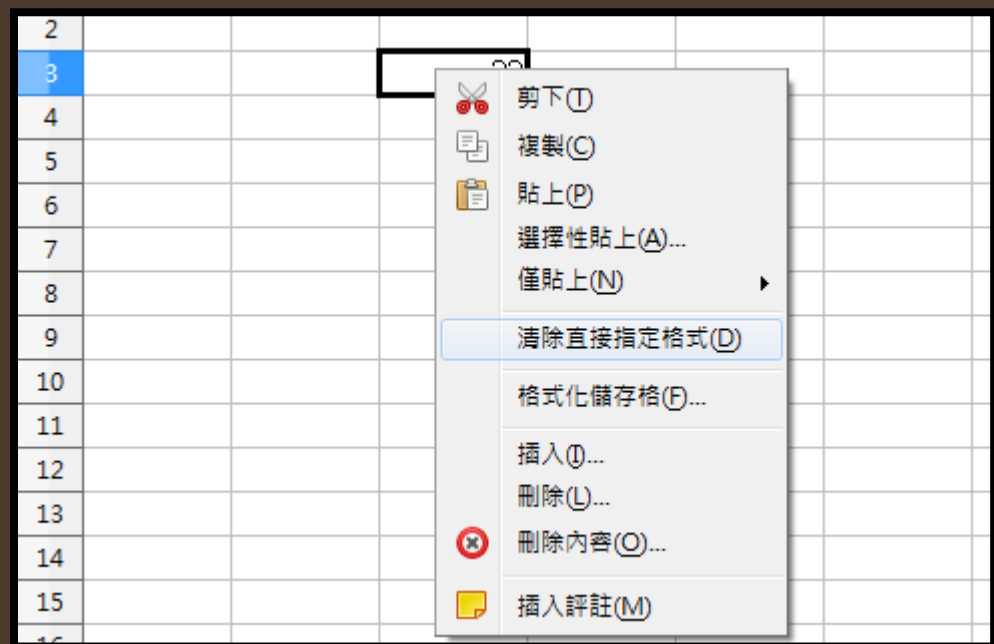 2
3
4
5
6
7
8
9
10
11
12
13
14
15
剪下(T)
複製(C)
貼上(P)
選擇性貼上(A)...
僅貼上(N)
清除直接指定格式(D)
格式化儲存格(F)...
插入(I)...
刪除(L)...
刪除內容(O)...
插入評註(M)